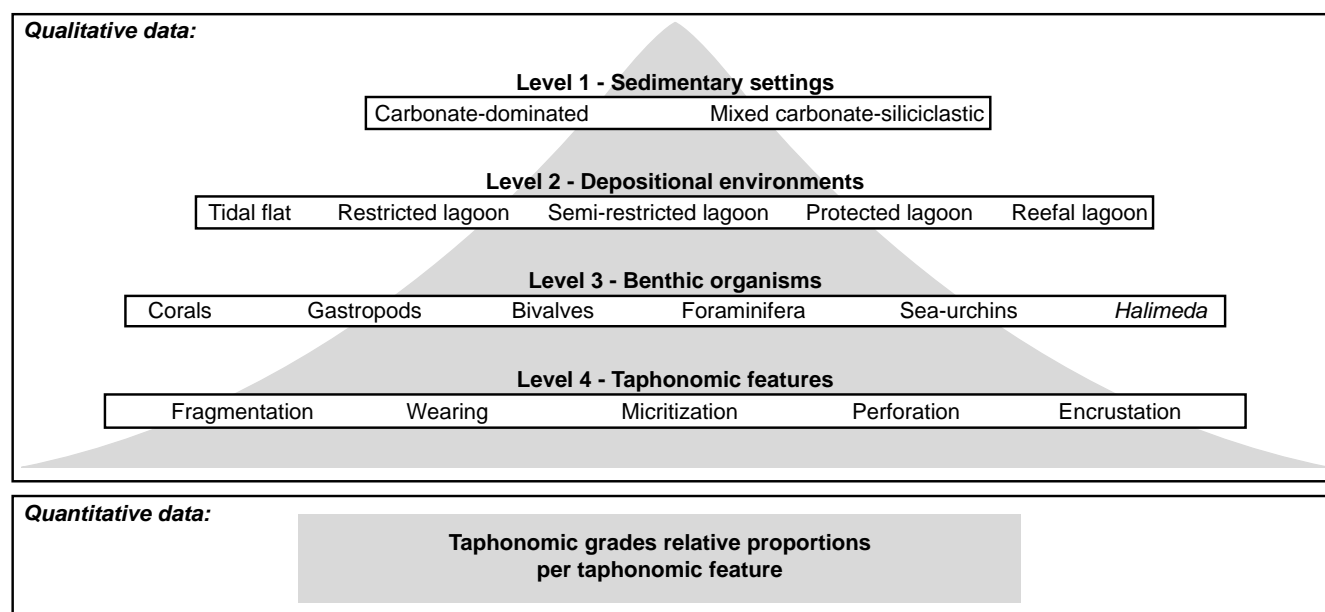 Qualitative data:
Level 1 - Sedimentary settings
Carbonate-dominated Mixed carbonate-siliciclastic
Level 2 - Depositional environments
Tidal flat Restricted lagoon Semi-restricted lagoon Protected lagoon Reefal lagoon
Level 3 - Benthic organisms
Corals Gastropods Bivalves Foraminifera Sea-urchins Halimeda
Level 4 - Taphonomic features
Fragmentation Wearing Micritization Perforation Encrustation
Quantitative data:
Taphonomic grades relative proportions
per taphonomic feature